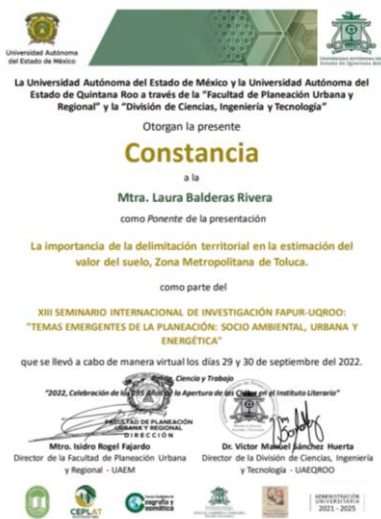 Universidad Autónoma
del Estado de México
La Universidad Autónoma del Estado de México y la Universidad Autónoma del
Estado de Quintana Roo a través de la "Facultad de Planeación Urbana y
Regional" y la "División de Ciencias, Ingeniería y Tecnología"
Otorgan la presente
Constancia
a la
Mtra. Laura Balderas Rivera
como Ponente de la presentación
La importancia de la delimitación territorial en la estimación del
valor del suelo, Zona Metropolitana de Toluca.
como parte del
XIII SEMINARIO INTERNACIONAL DE INVESTIGACIÓN FAPUR-UQROO:
"TEMAS EMERGENTES DE LA PLANEACIÓN: SOCIO AMBIENTAL, URBANA Y
ENERGÉTICA"
que se llevó a cabo de manera virtual los días 29 y 30 de septiembre del 2022.
Ciencia y Trabajo
"2022, Celebración de los 195 Años de la Apertura de las Clases en el Instituto Literario"
FACULTAD DE PLANEACIÓN
URBANA Y REGIONAL
DIRECCIÓN
Mtro. Isidro Rogel Fajardo
Director de la Facultad de Planeación Urbana
y Regional - UAEM
Dr. Víctor Manuel Sánchez Huerta
Director de la División de Ciencias, Ingeniería
y Tecnología - UAEQROO
CEPLAT
ADMINISTRACIÓN
UNIVERSITARIA
2021 - 2025